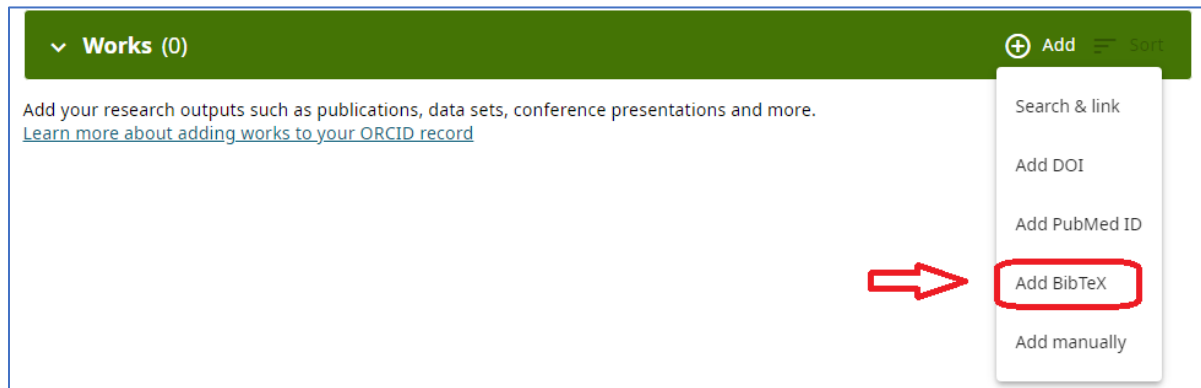 Works (0)
Add
Sort
Add your research outputs such as publications, data sets, conference presentations and more.
Learn more about adding works to your ORCID record
Search & link
Add DOI
Add PubMed ID
Add BibTeX
Add manually